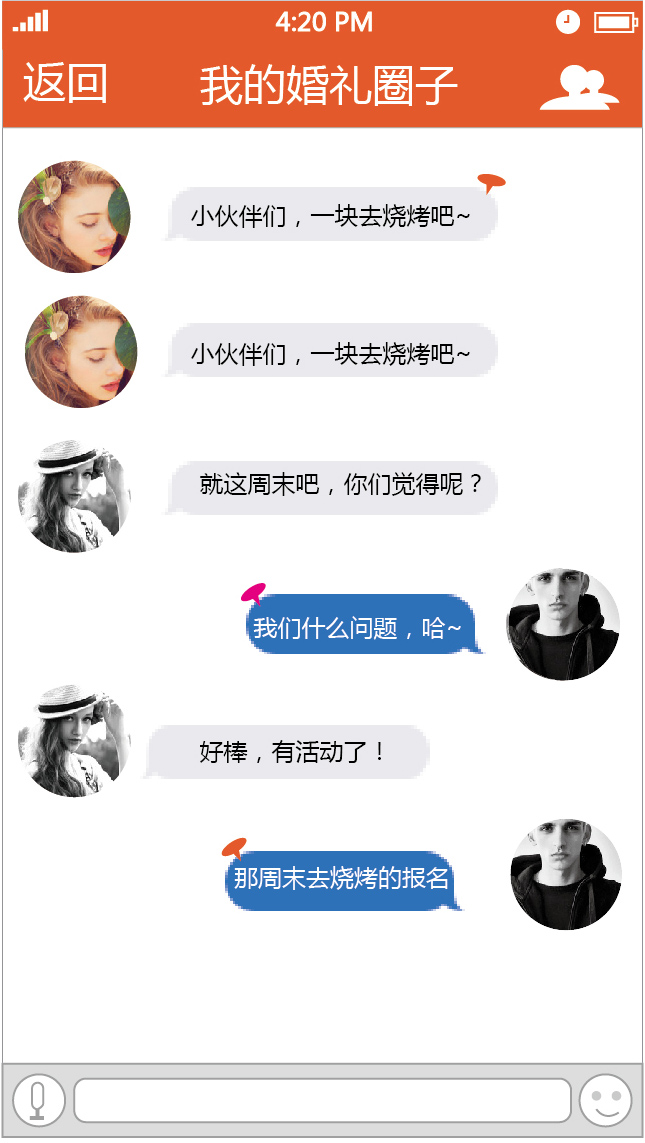 4:20 PM
返回
我的婚礼圈子
小伙伴们，一块去烧烤吧~
小伙伴们，一块去烧烤吧~
就这周末吧，你们觉得呢？
我们什么问题，哈~
好棒，有活动了！
那周末去烧烤的报名